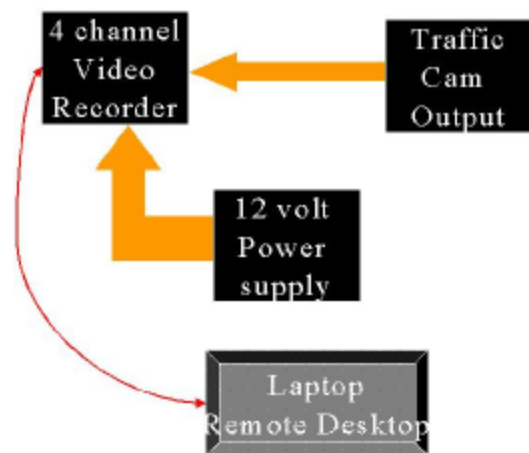 4 channel
Video
Recorder
Traffic
Cam
Output
12 volt
Power
supply
Laptop
Remote Desktop